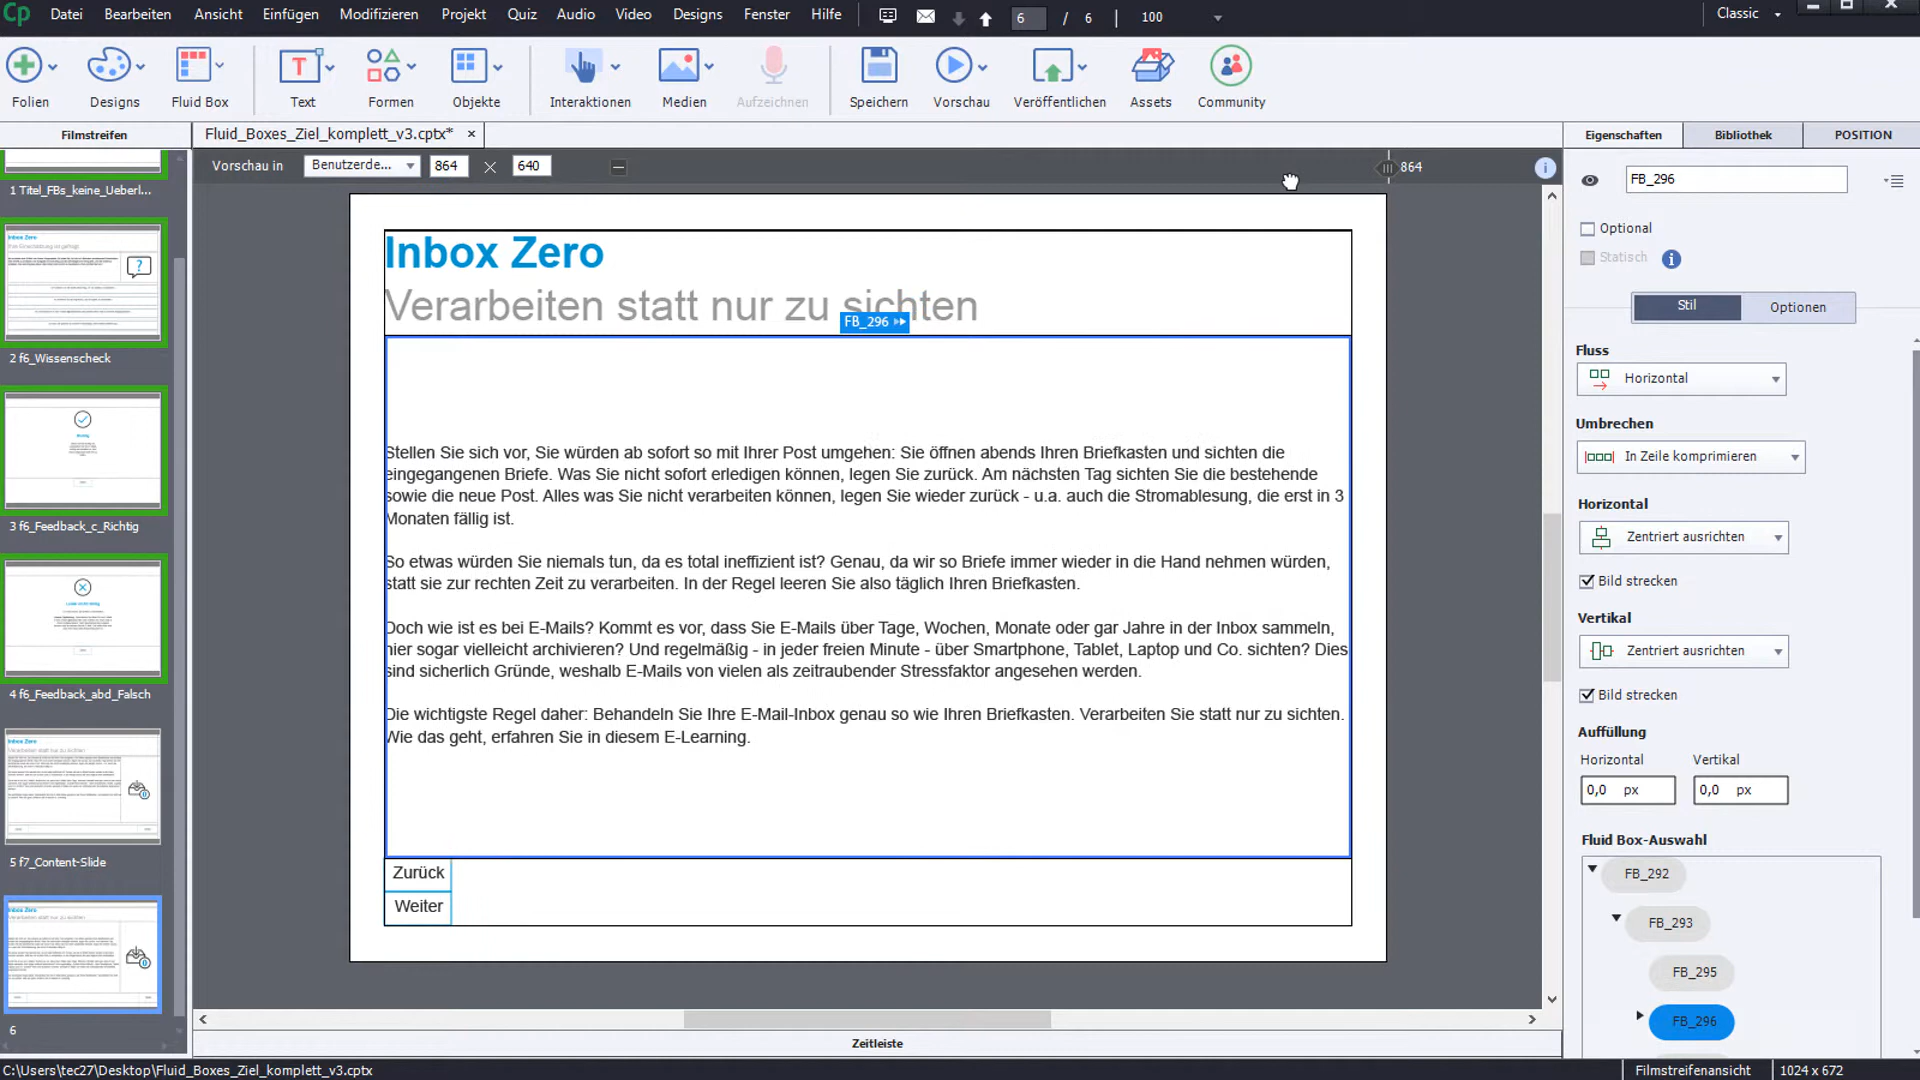 Cp Datei Bearbeiten Ansicht Einfügen Modifizieren Projekt Quiz Audio Video Designs Fenster Hilfe 6 / 6 100 Classic
Folien Designs Fluid Box Text Formen Objekte Interaktionen Medien Aufzeichnen Speichern Vorschau Veröffentlichen Assets Community
Filmstreifen
Fluid_Boxes_Ziel_komplett_v3.cptx* ×
Eigenschaften Bibliothek POSITION
Vorschau in Benutzerde... 864 × 640 864
1 Titel_FBs_keine_Ueberl...
2 f6_Wissenscheck
3 f6_Feedback_c_Richtig
4 f6_Feedback_abd_Falsch
5 f7_Content-Slide
6
Inbox Zero
Verarbeiten statt nur zu sichten
FB_296
Stellen Sie sich vor, Sie würden ab sofort so mit Ihrer Post umgehen: Sie öffnen abends Ihren Briefkasten und sichten die
eingegangenen Briefe. Was Sie nicht sofort erledigen können, legen Sie zurück. Am nächsten Tag sichten Sie die bestehende
sowie die neue Post. Alles was Sie nicht verarbeiten können, legen Sie wieder zurück - u.a. auch die Stromablesung, die erst in 3
Monaten fällig ist.
So etwas würden Sie niemals tun, da es total ineffizient ist? Genau, da wir so Briefe immer wieder in die Hand nehmen würden,
statt sie zur rechten Zeit zu verarbeiten. In der Regel leeren Sie also täglich Ihren Briefkasten.
Doch wie ist es bei E-Mails? Kommt es vor, dass Sie E-Mails über Tage, Wochen, Monate oder gar Jahre in der Inbox sammeln,
hier sogar vielleicht archivieren? Und regelmäßig - in jeder freien Minute - über Smartphone, Tablet, Laptop und Co. sichten? Dies
sind sicherlich Gründe, weshalb E-Mails von vielen als zeitraubender Stressfaktor angesehen werden.
Die wichtigste Regel daher: Behandeln Sie Ihre E-Mail-Inbox genau so wie Ihren Briefkasten. Verarbeiten Sie statt nur zu sichten.
Wie das geht, erfahren Sie in diesem E-Learning.
Zurück
Weiter
Zeitleiste
FB_296
Optional
Statisch
Stil Optionen
Fluss
Horizontal
Umbrechen
In Zeile komprimieren
Horizontal
Zentriert ausrichten
Bild strecken
Vertikal
Zentriert ausrichten
Bild strecken
Auffüllung
Horizontal Vertikal
0,0 px 0,0 px
Fluid Box-Auswahl
FB_292
FB_293
FB_295
FB_296
C:\Users\tec27\Desktop\Fluid_Boxes_Ziel_komplett_v3.cptx
Filmstreifenansicht 1024 x 672